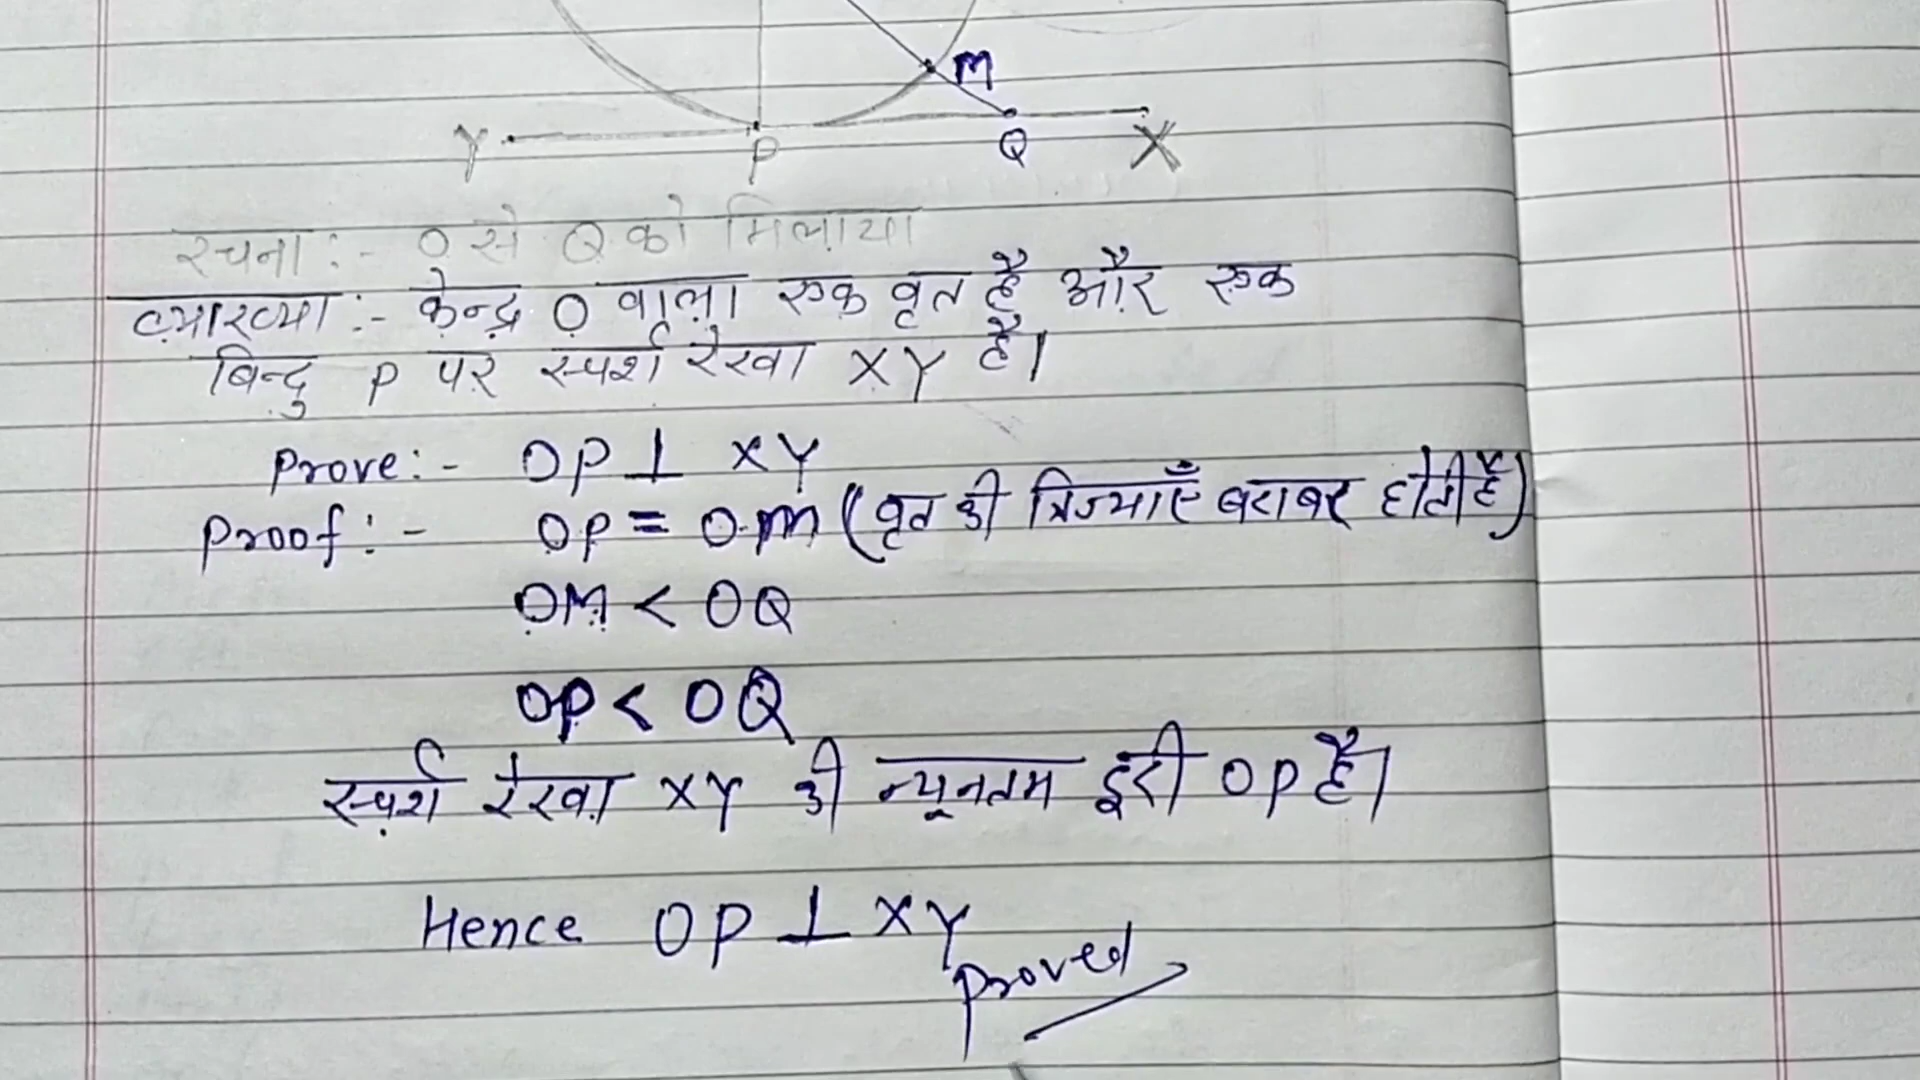 M
Y P Q X
रचना :- O से Q को मिलाया
व्याख्या :- केन्द्र O वाला एक वृत है और एक
बिन्दु P पर स्पर्श रेखा XY है।
Prove :- OP ⊥ XY
Proof :- OP = OM (वृत की त्रिज्याएँ बराबर होती हैं)
OM < OQ
OP < OQ
स्पर्श रेखा XY की न्यूनतम दूरी OP है।
Hence OP ⊥ XY
Proved